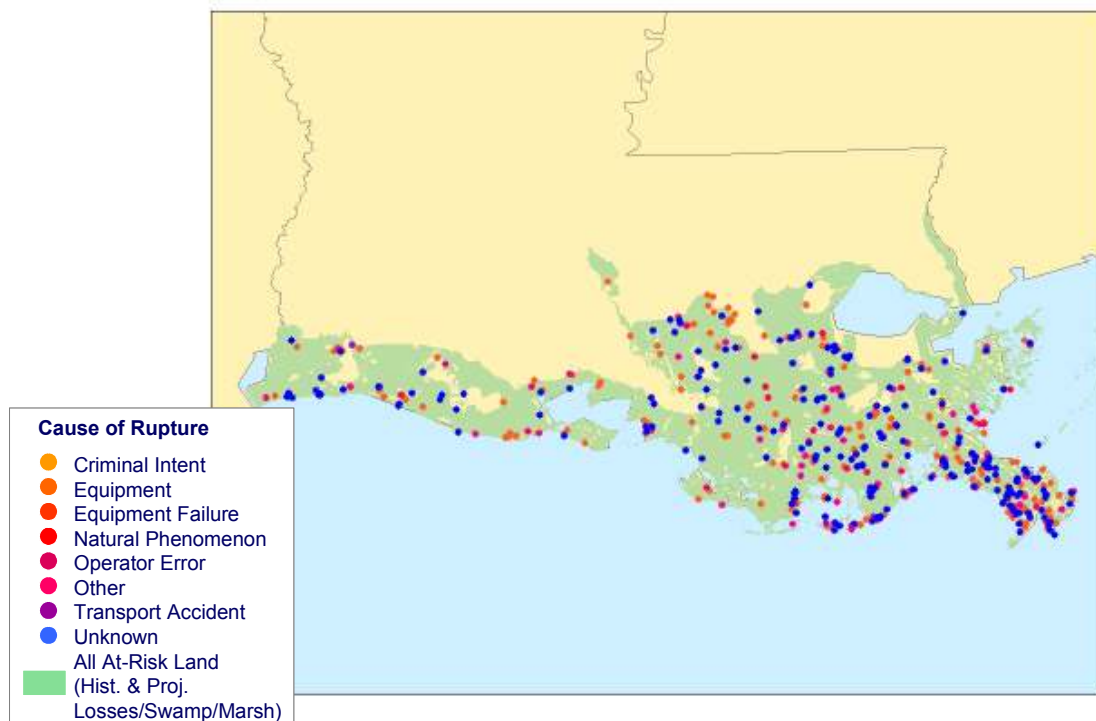 Cause of Rupture
Criminal Intent
Equipment
Equipment Failure
Natural Phenomenon
Operator Error
Other
Transport Accident
Unknown
All At-Risk Land
(Hist. & Proj.
Losses/Swamp/Marsh)